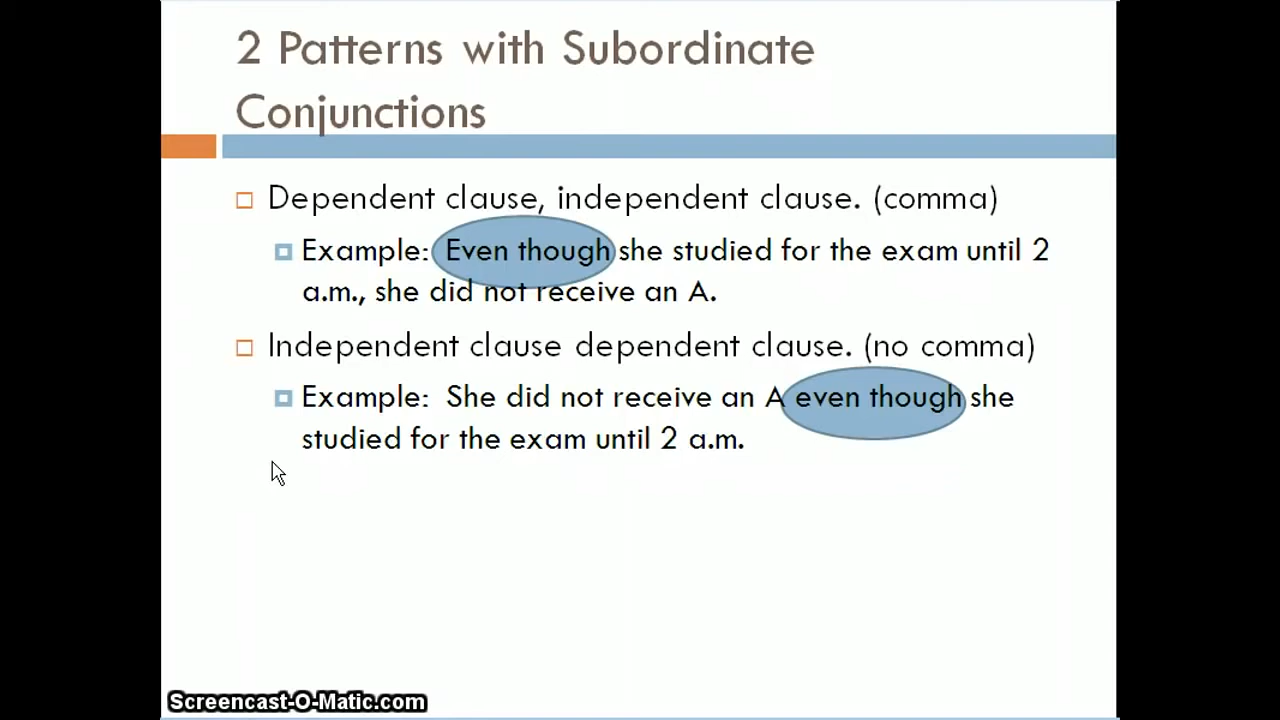 2 Patterns with Subordinate
Conjunctions
Dependent clause, independent clause. (comma)
Example: Even though she studied for the exam until 2
a.m., she did not receive an A.
Independent clause dependent clause. (no comma)
Example: She did not receive an A even though she
studied for the exam until 2 a.m.
Screencast-O-Matic.com